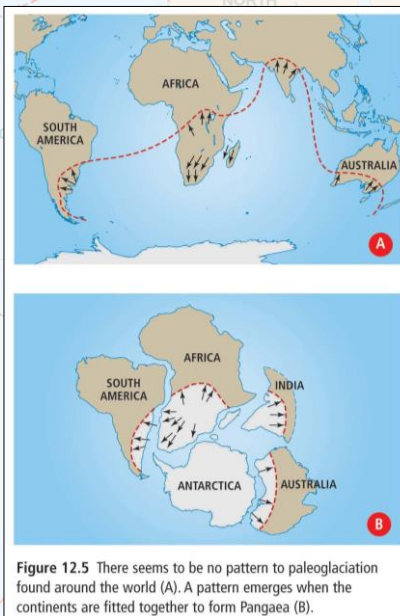 NORTH
AFRICA
SOUTH
AMERICA
AUSTRALIA
A
AFRICA
SOUTH
AMERICA
INDIA
ANTARCTICA
AUSTRALIA
B
Figure 12.5 There seems to be no pattern to paleoglaciation
found around the world (A). A pattern emerges when the
continents are fitted together to form Pangaea (B).